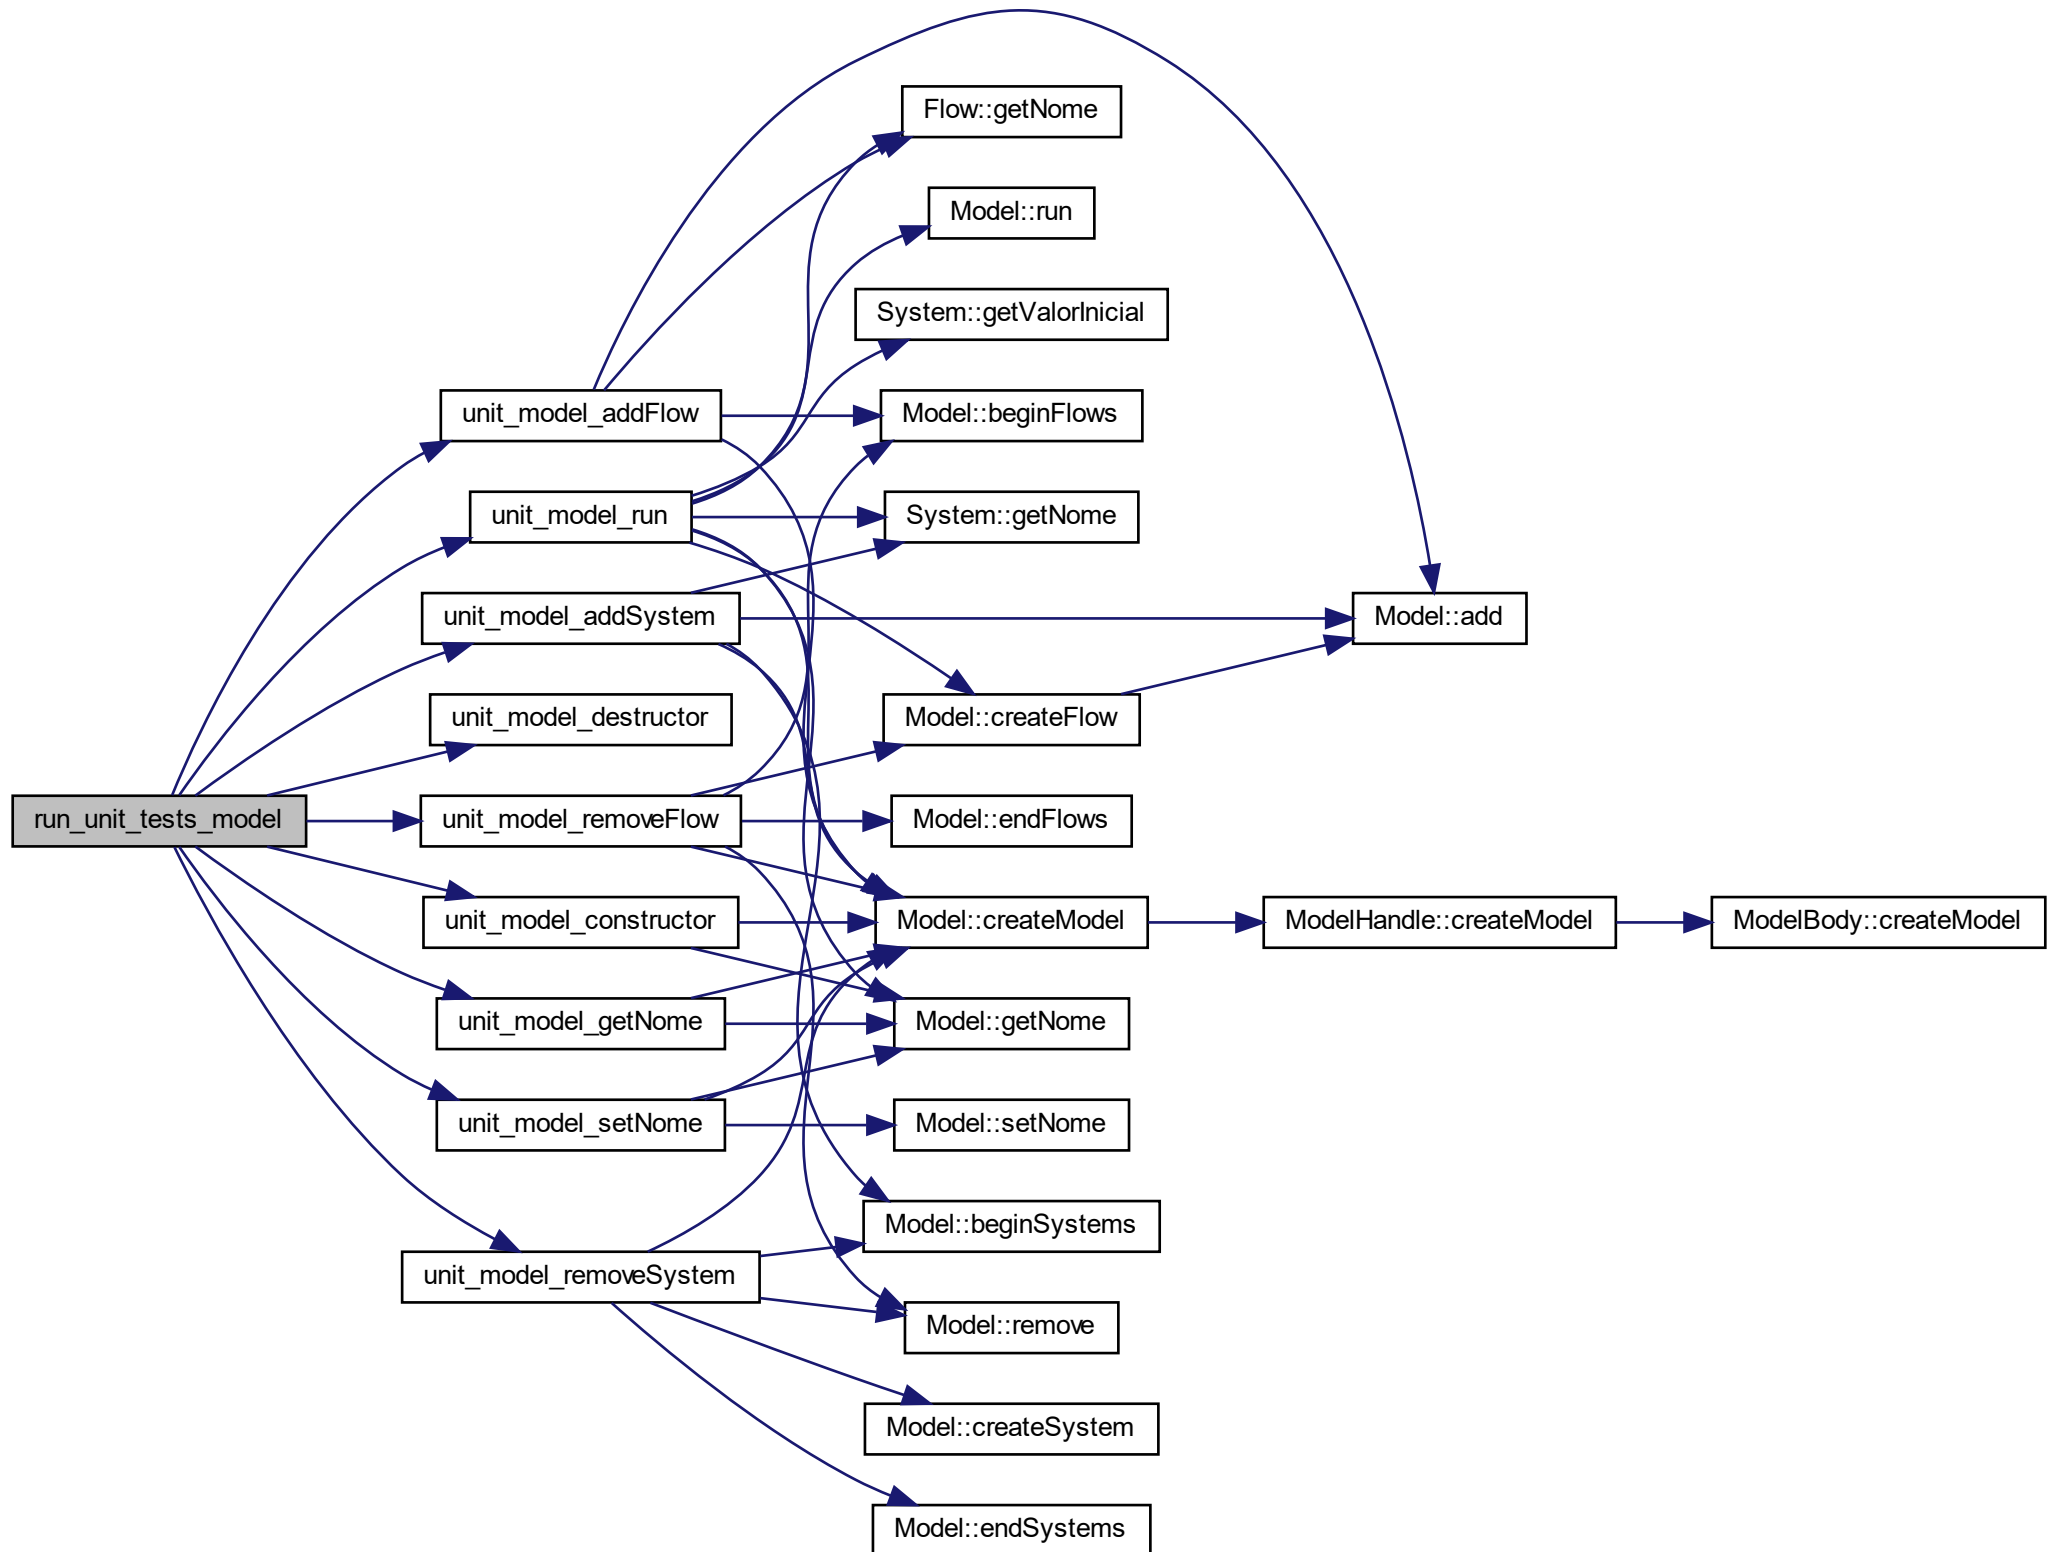 Flow::getNome
Model::run
System::getValorInicial
unit_model_addFlow
Model::beginFlows
unit_model_run
System::getNome
unit_model_addSystem
Model::add
unit_model_destructor
Model::createFlow
run_unit_tests_model
unit_model_removeFlow
Model::endFlows
unit_model_constructor
Model::createModel
ModelHandle::createModel
ModelBody::createModel
unit_model_getNome
Model::getNome
unit_model_setNome
Model::setNome
Model::beginSystems
unit_model_removeSystem
Model::remove
Model::createSystem
Model::endSystems